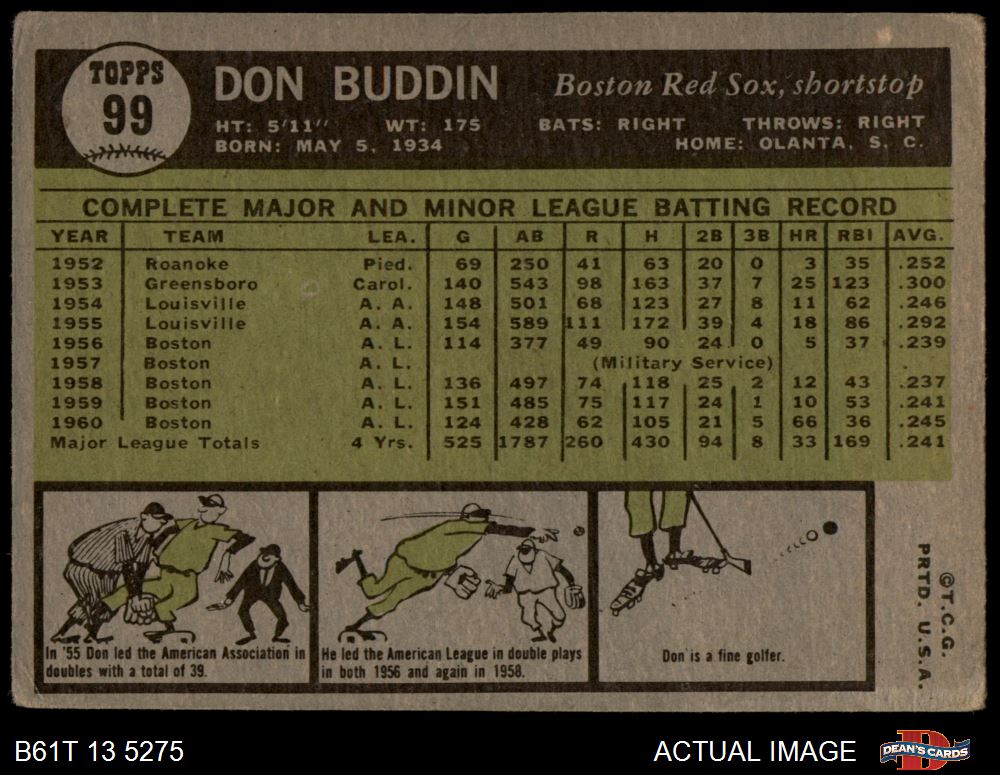 TOPPS
99
DON BUDDIN Boston Red Sox, shortstop
HT: 5'11" WT: 175 BATS: RIGHT THROWS: RIGHT
BORN: MAY 5, 1934 HOME: OLANTA, S. C.
COMPLETE MAJOR AND MINOR LEAGUE BATTING RECORD
YEAR TEAM LEA. G AB R H 2B 3B HR RBI AVG.
1952 Roanoke Pied. 69 250 41 63 20 0 3 35 .252
1953 Greensboro Carol. 140 543 98 163 37 7 25 123 .300
1954 Louisville A. A. 148 501 68 123 27 8 11 62 .246
1955 Louisville A. A. 154 589 111 172 39 4 18 86 .292
1956 Boston A. L. 114 377 49 90 24 0 5 37 .239
1957 Boston A. L. (Military Service)
1958 Boston A. L. 136 497 74 118 25 2 12 43 .237
1959 Boston A. L. 151 485 75 117 24 1 10 53 .241
1960 Boston A. L. 124 428 62 105 21 5 66 36 .245
Major League Totals 4 Yrs. 525 1787 260 430 94 8 33 169 .241
In '55 Don led the American Association in
doubles with a total of 39.
He led the American League in double plays
in both 1956 and again in 1958.
Don is a fine golfer.
©T.C.G.
PRTD. U.S.A.
B61T 13 5275 ACTUAL IMAGE
DEAN'S CARDS